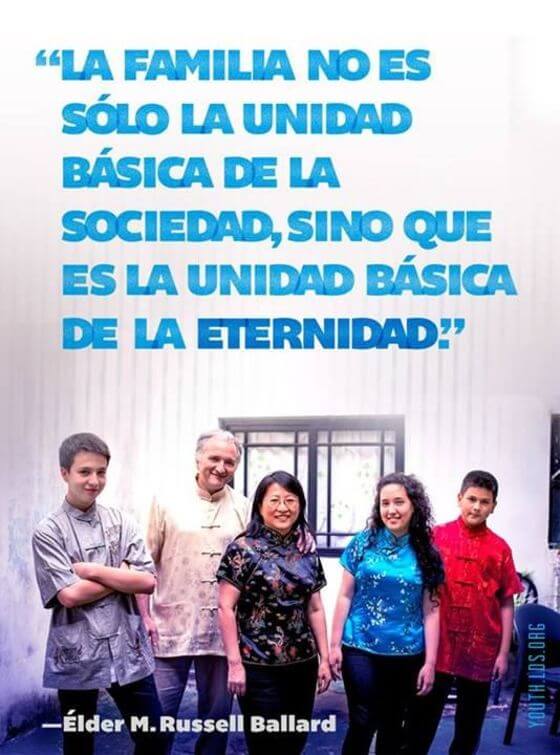 “LA FAMILIA NO ES
SÓLO LA UNIDAD
BÁSICA DE LA
SOCIEDAD, SINO QUE
ES LA UNIDAD BÁSICA
DE LA ETERNIDAD.”
—Élder M. Russell Ballard
YOUTH.LDS.ORG